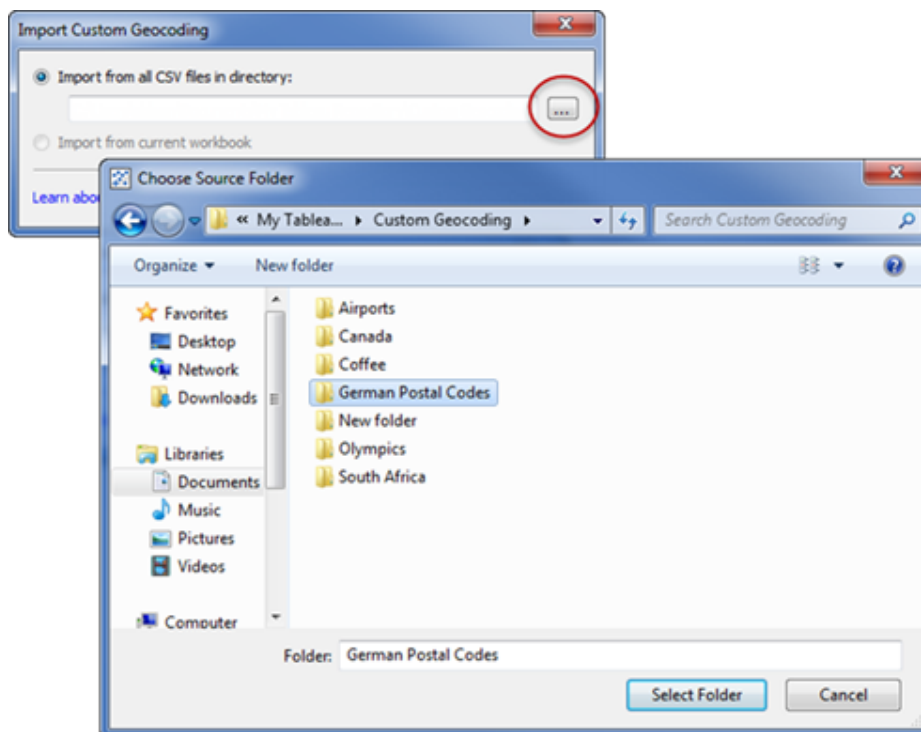 Import Custom Geocoding
Import from all CSV files in directory:
...
Import from current workbook
Learn abou
Choose Source Folder
« My Tablea... Custom Geocoding
Search Custom Geocoding
Organize New folder
Favorites
Desktop
Network
Downloads
Libraries
Documents
Music
Pictures
Videos
Computer
Airports
Canada
Coffee
German Postal Codes
New folder
Olympics
South Africa
Folder: German Postal Codes
Select Folder Cancel